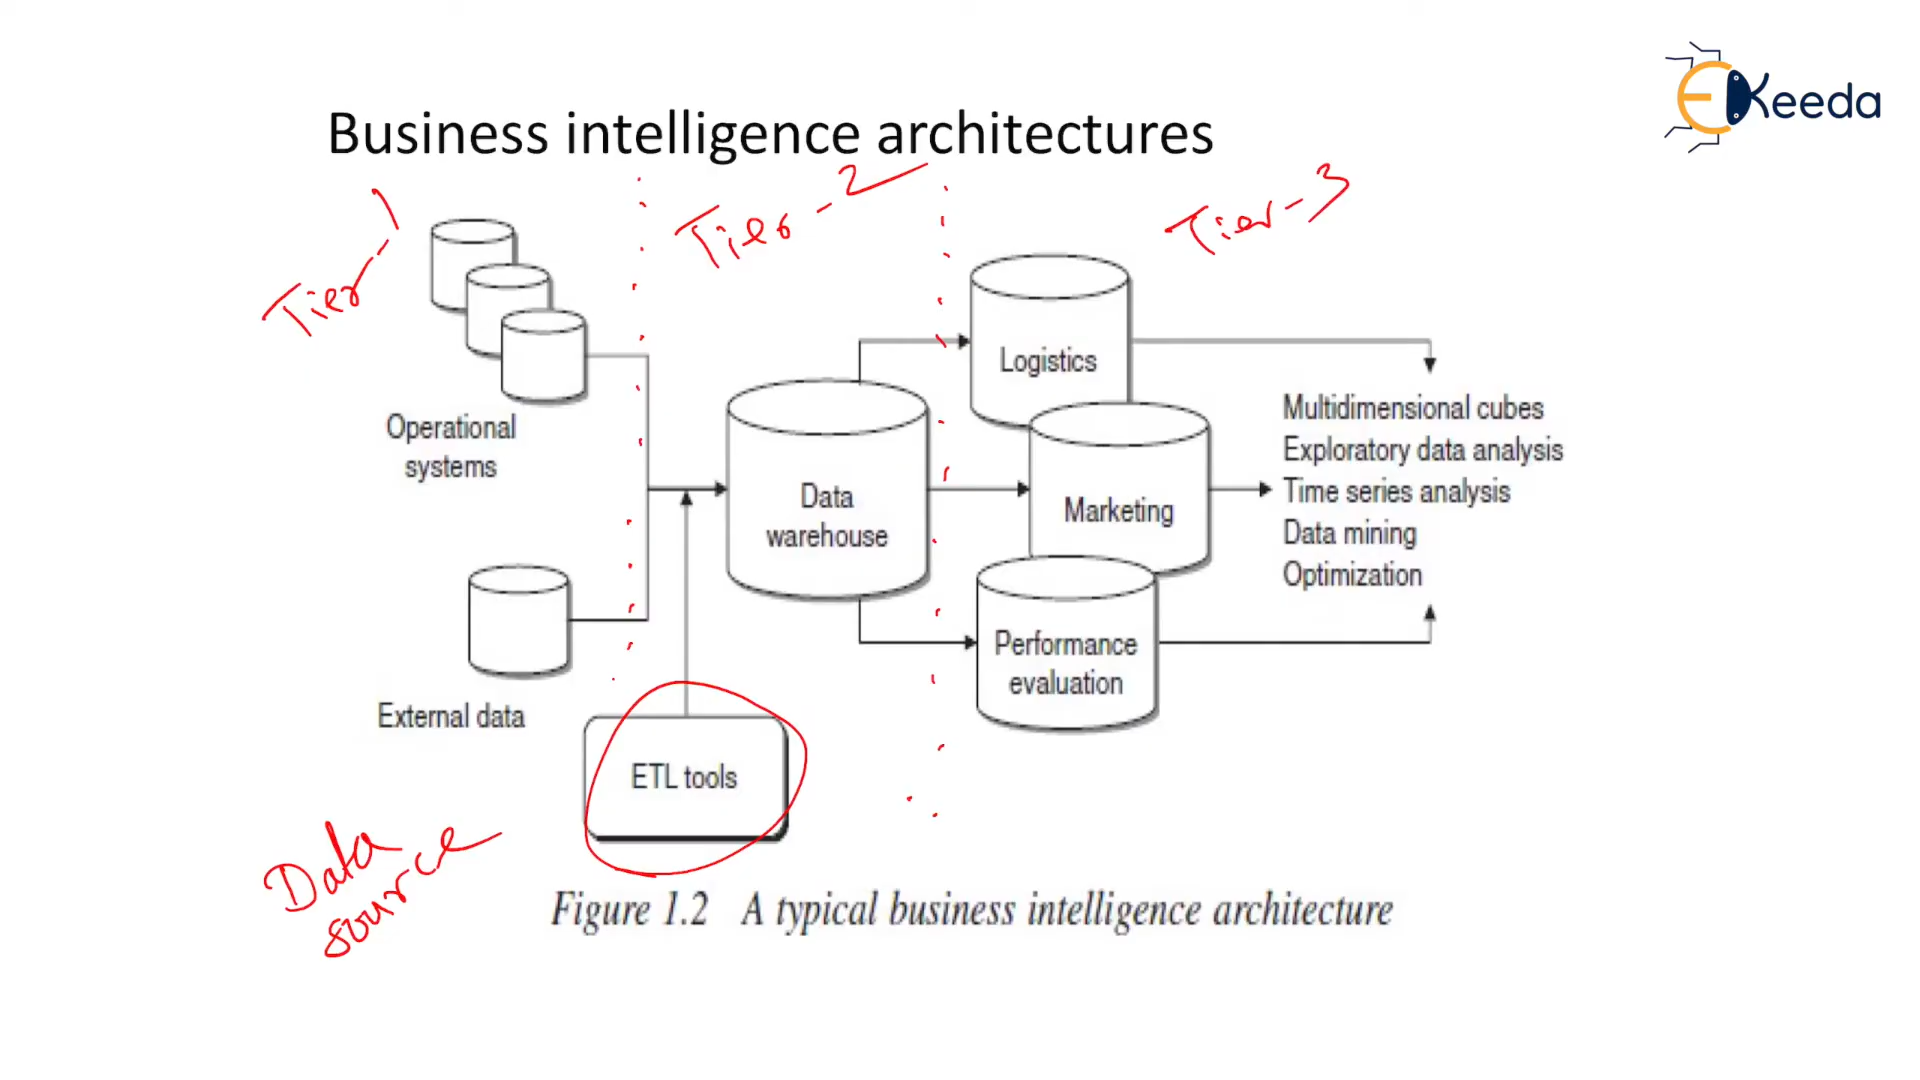 EKeeda
Business intelligence architectures
Tier-1
Tier-2
Tier-3
Operational
systems
External data
ETL tools
Data
warehouse
Logistics
Marketing
Performance
evaluation
Multidimensional cubes
Exploratory data analysis
Time series analysis
Data mining
Optimization
Data
source
Figure 1.2 A typical business intelligence architecture